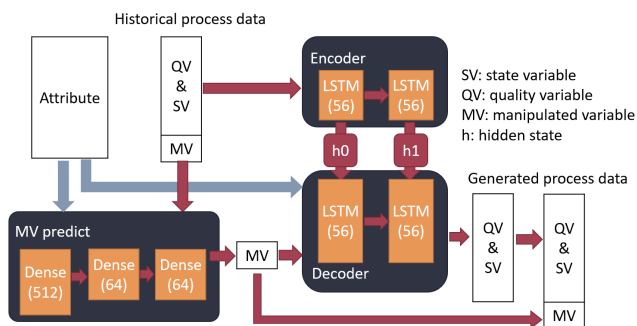 Historical process data
Attribute
QV
&
SV
MV
Encoder
LSTM
(56)
LSTM
(56)
SV: state variable
QV: quality variable
MV: manipulated variable
h: hidden state
h0
h1
MV predict
Dense
(512)
Dense
(64)
Dense
(64)
MV
LSTM
(56)
LSTM
(56)
Decoder
Generated process data
QV
&
SV
QV
&
SV
MV